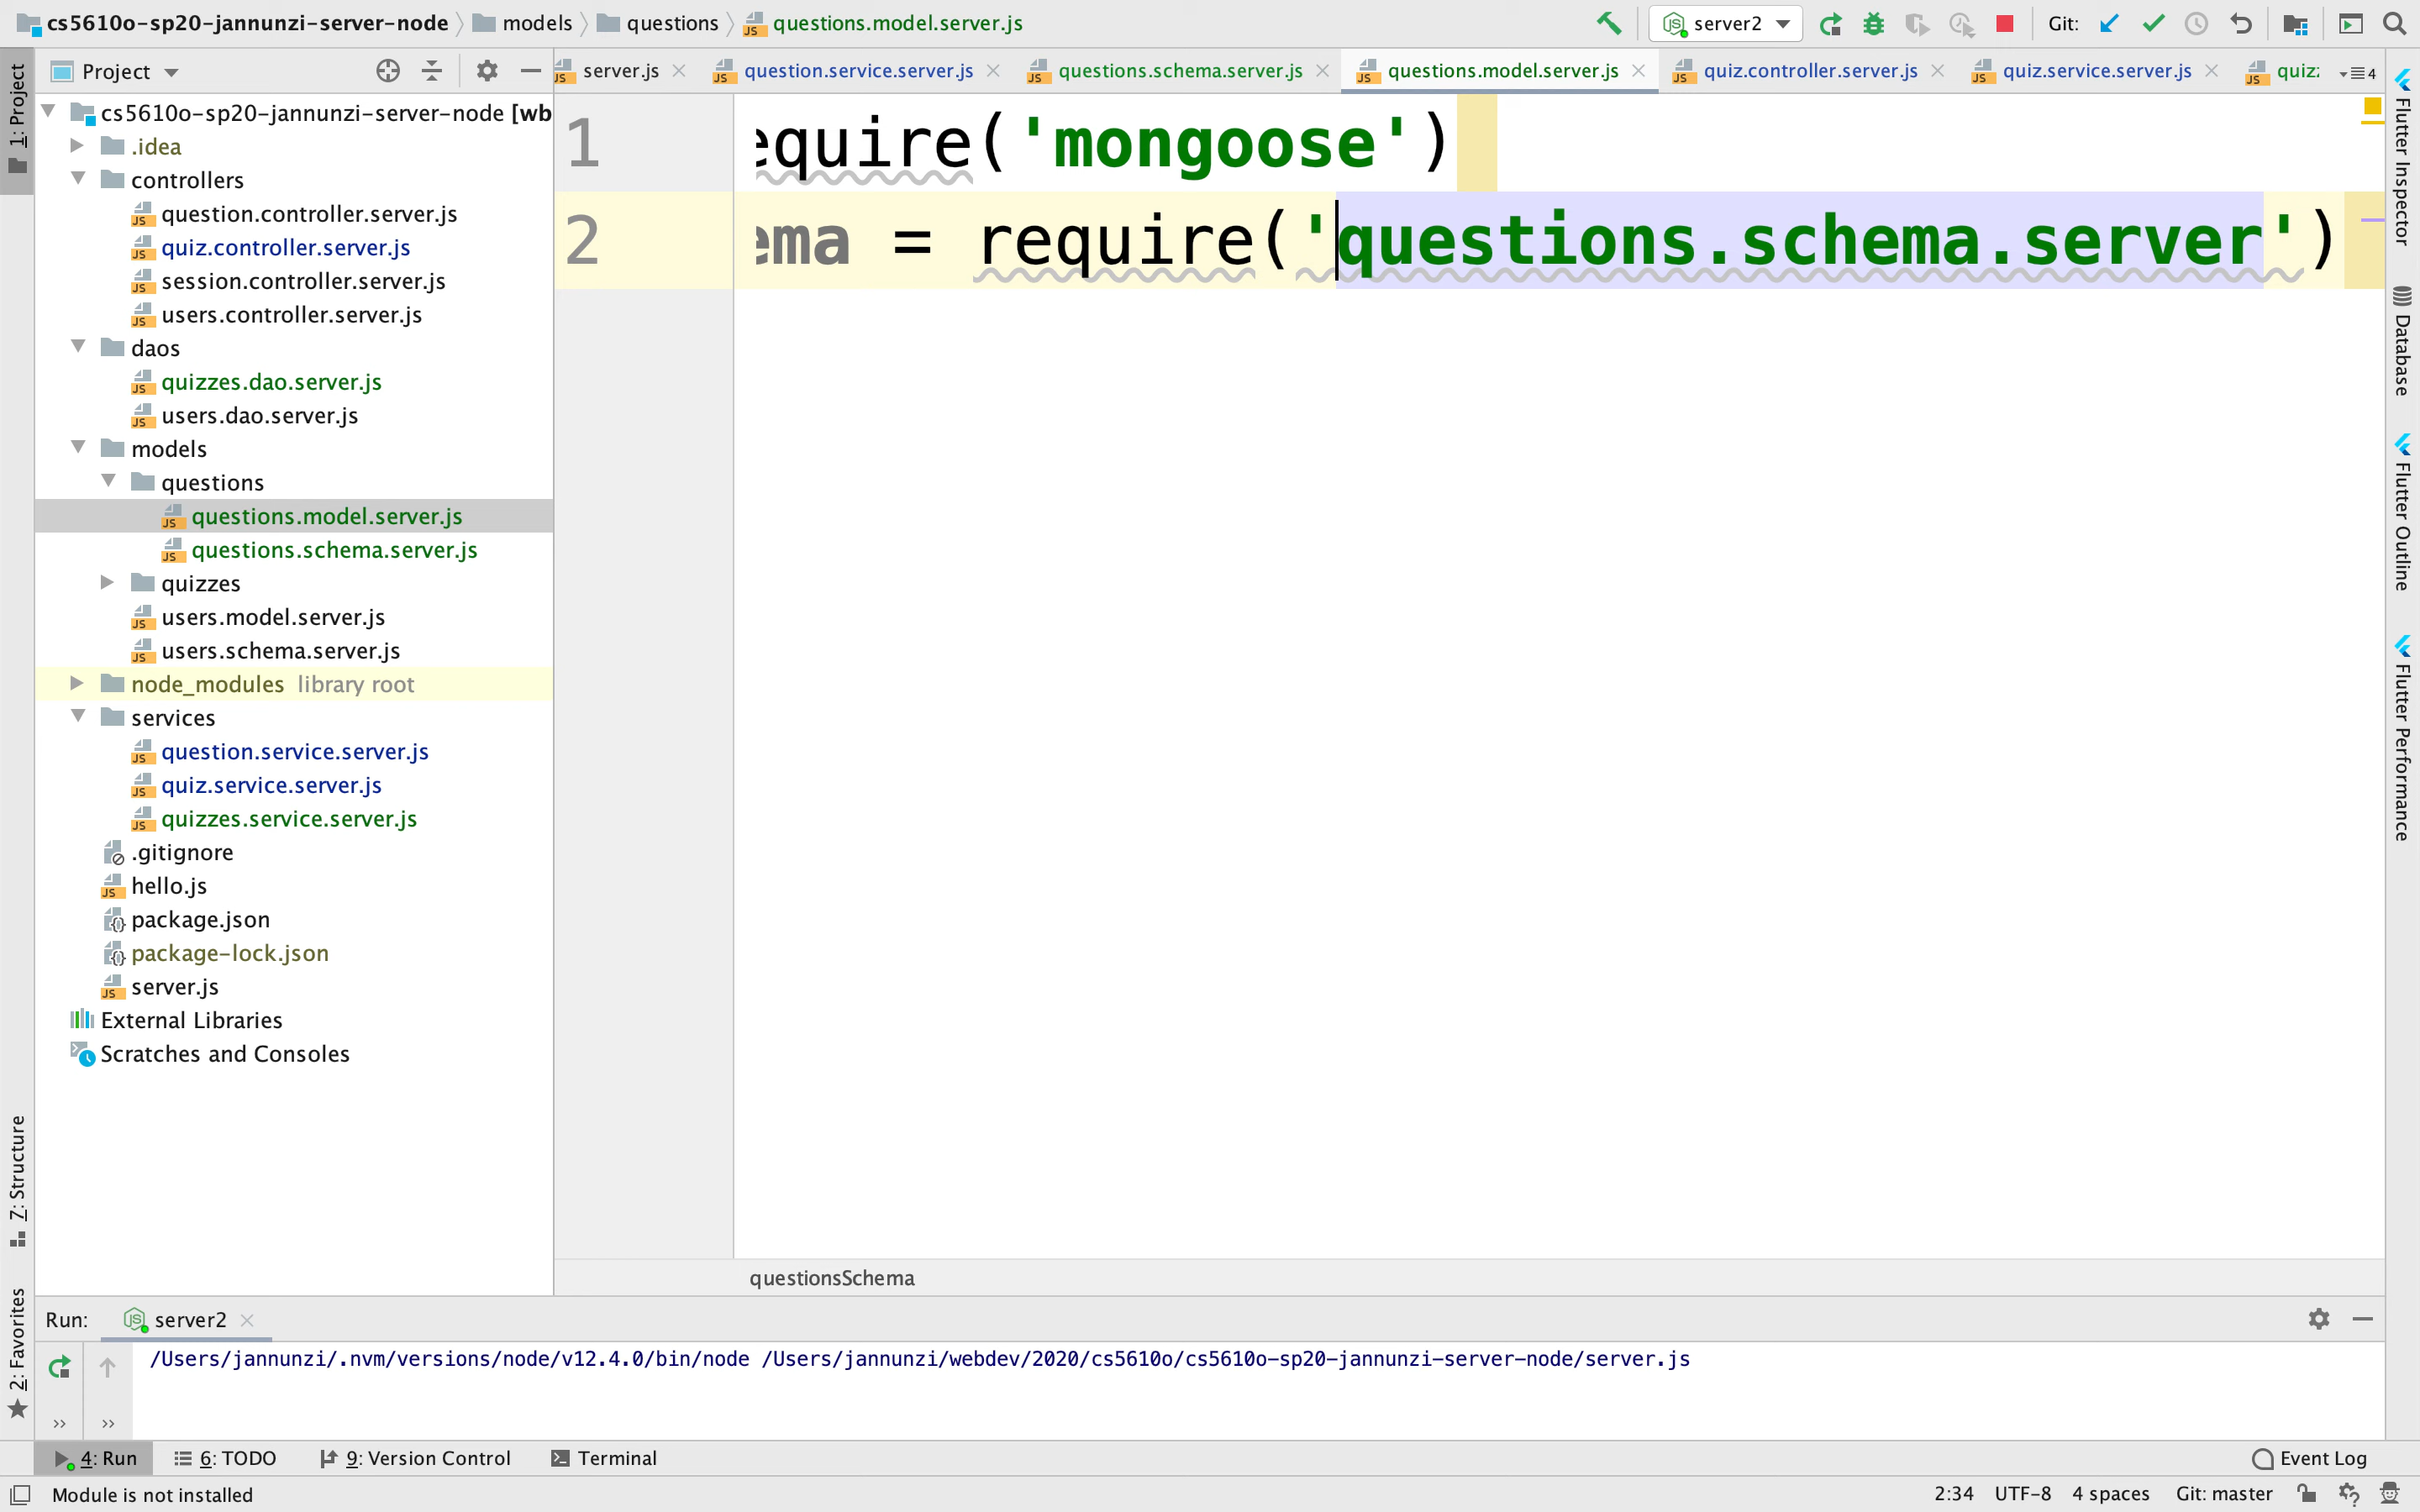 cs5610o-sp20-jannunzi-server-node models questions questions.model.server.js server2 Git:
1: Project
Project
server.js question.service.server.js questions.schema.server.js questions.model.server.js quiz.controller.server.js quiz.service.server.js quiz 4
cs5610o-sp20-jannunzi-server-node [wb
.idea
controllers
question.controller.server.js
quiz.controller.server.js
session.controller.server.js
users.controller.server.js
daos
quizzes.dao.server.js
users.dao.server.js
models
questions
questions.model.server.js
questions.schema.server.js
quizzes
users.model.server.js
users.schema.server.js
node_modules library root
services
question.service.server.js
quiz.service.server.js
quizzes.service.server.js
.gitignore
hello.js
package.json
package-lock.json
server.js
External Libraries
Scratches and Consoles
7: Structure
2: Favorites
1 equire('mongoose')
2 ema = require('questions.schema.server')
questionsSchema
Flutter Inspector
Database
Flutter Outline
Flutter Performance
Run: server2
/Users/jannunzi/.nvm/versions/node/v12.4.0/bin/node /Users/jannunzi/webdev/2020/cs5610o/cs5610o-sp20-jannunzi-server-node/server.js
4: Run 6: TODO 9: Version Control Terminal Event Log
Module is not installed 2:34 UTF-8 4 spaces Git: master